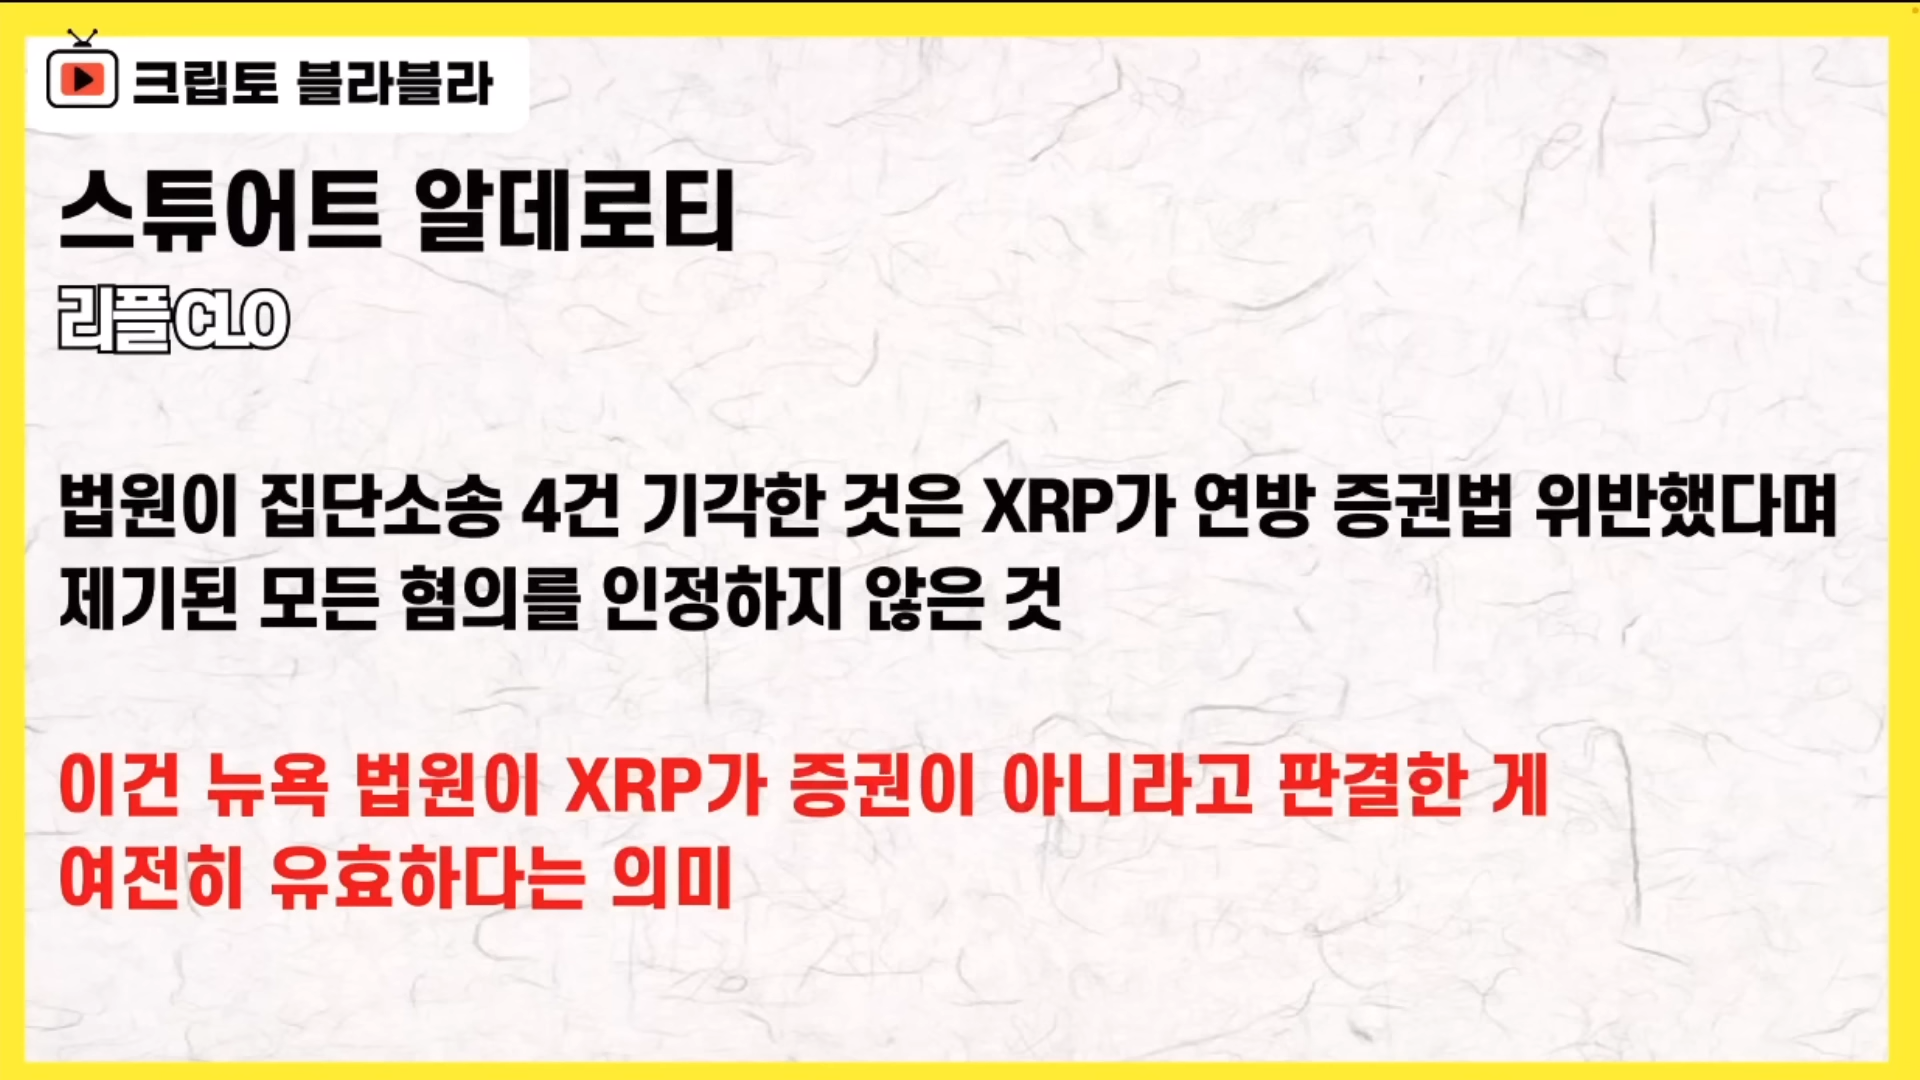 크립토 블라블라
스튜어트 알데로티
리플CLO
법원이 집단소송 4건 기각한 것은 XRP가 연방 증권법 위반했다며
제기된 모든 혐의를 인정하지 않은 것
이건 뉴욕 법원이 XRP가 증권이 아니라고 판결한 게
여전히 유효하다는 의미